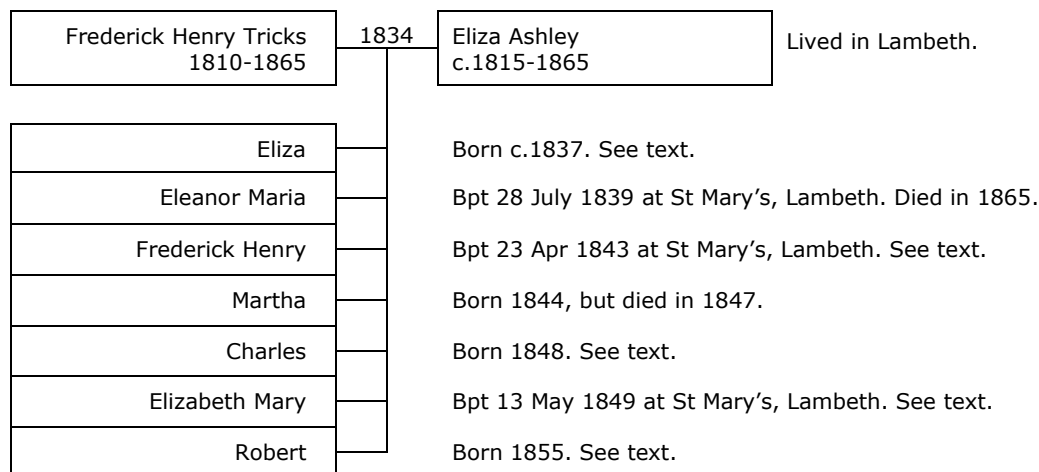 Frederick Henry Tricks 1834 Eliza Ashley Lived in Lambeth.
1810-1865 c.1815-1865
Eliza Born c.1837. See text.
Eleanor Maria Bpt 28 July 1839 at St Mary’s, Lambeth. Died in 1865.
Frederick Henry Bpt 23 Apr 1843 at St Mary’s, Lambeth. See text.
Martha Born 1844, but died in 1847.
Charles Born 1848. See text.
Elizabeth Mary Bpt 13 May 1849 at St Mary’s, Lambeth. See text.
Robert Born 1855. See text.